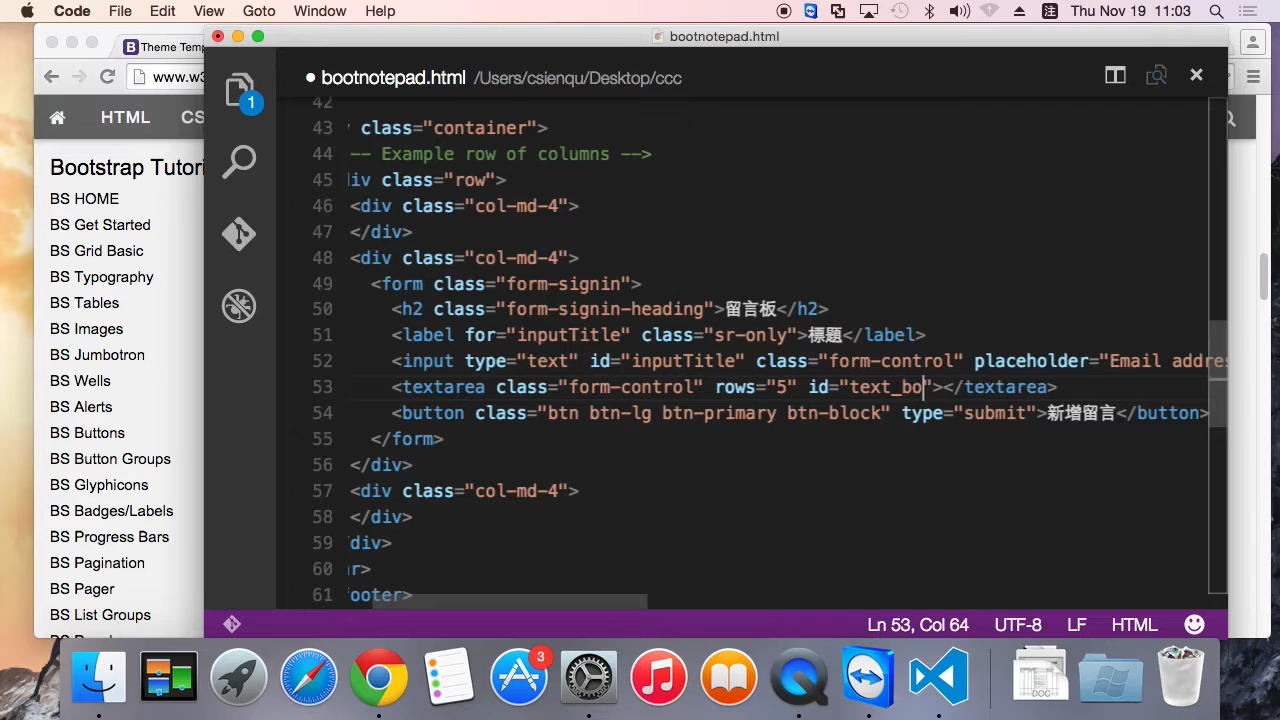 Code File Edit View Goto Window Help
注 Thu Nov 19 11:03
bootnotepad.html
B Theme Temp
www.w3
HTML CS
Bootstrap Tutori
BS HOME
BS Get Started
BS Grid Basic
BS Typography
BS Tables
BS Images
BS Jumbotron
BS Wells
BS Alerts
BS Buttons
BS Button Groups
BS Glyphicons
BS Badges/Labels
BS Progress Bars
BS Pagination
BS Pager
BS List Groups
1
bootnotepad.html /Users/csienqu/Desktop/ccc
42
43 class="container">
44 -- Example row of columns -->
45 iv class="row">
46 <div class="col-md-4">
47 </div>
48 <div class="col-md-4">
49 <form class="form-signin">
50 <h2 class="form-signin-heading">留言板</h2>
51 <label for="inputTitle" class="sr-only">標題</label>
52 <input type="text" id="inputTitle" class="form-control" placeholder="Email addre
53 <textarea class="form-control" rows="5" id="text_bo"></textarea>
54 <button class="btn btn-lg btn-primary btn-block" type="submit">新增留言</button>
55 </form>
56 </div>
57 <div class="col-md-4">
58 </div>
59 div>
60 r>
61 ooter>
Ln 53, Col 64 UTF-8 LF HTML
3
DOC